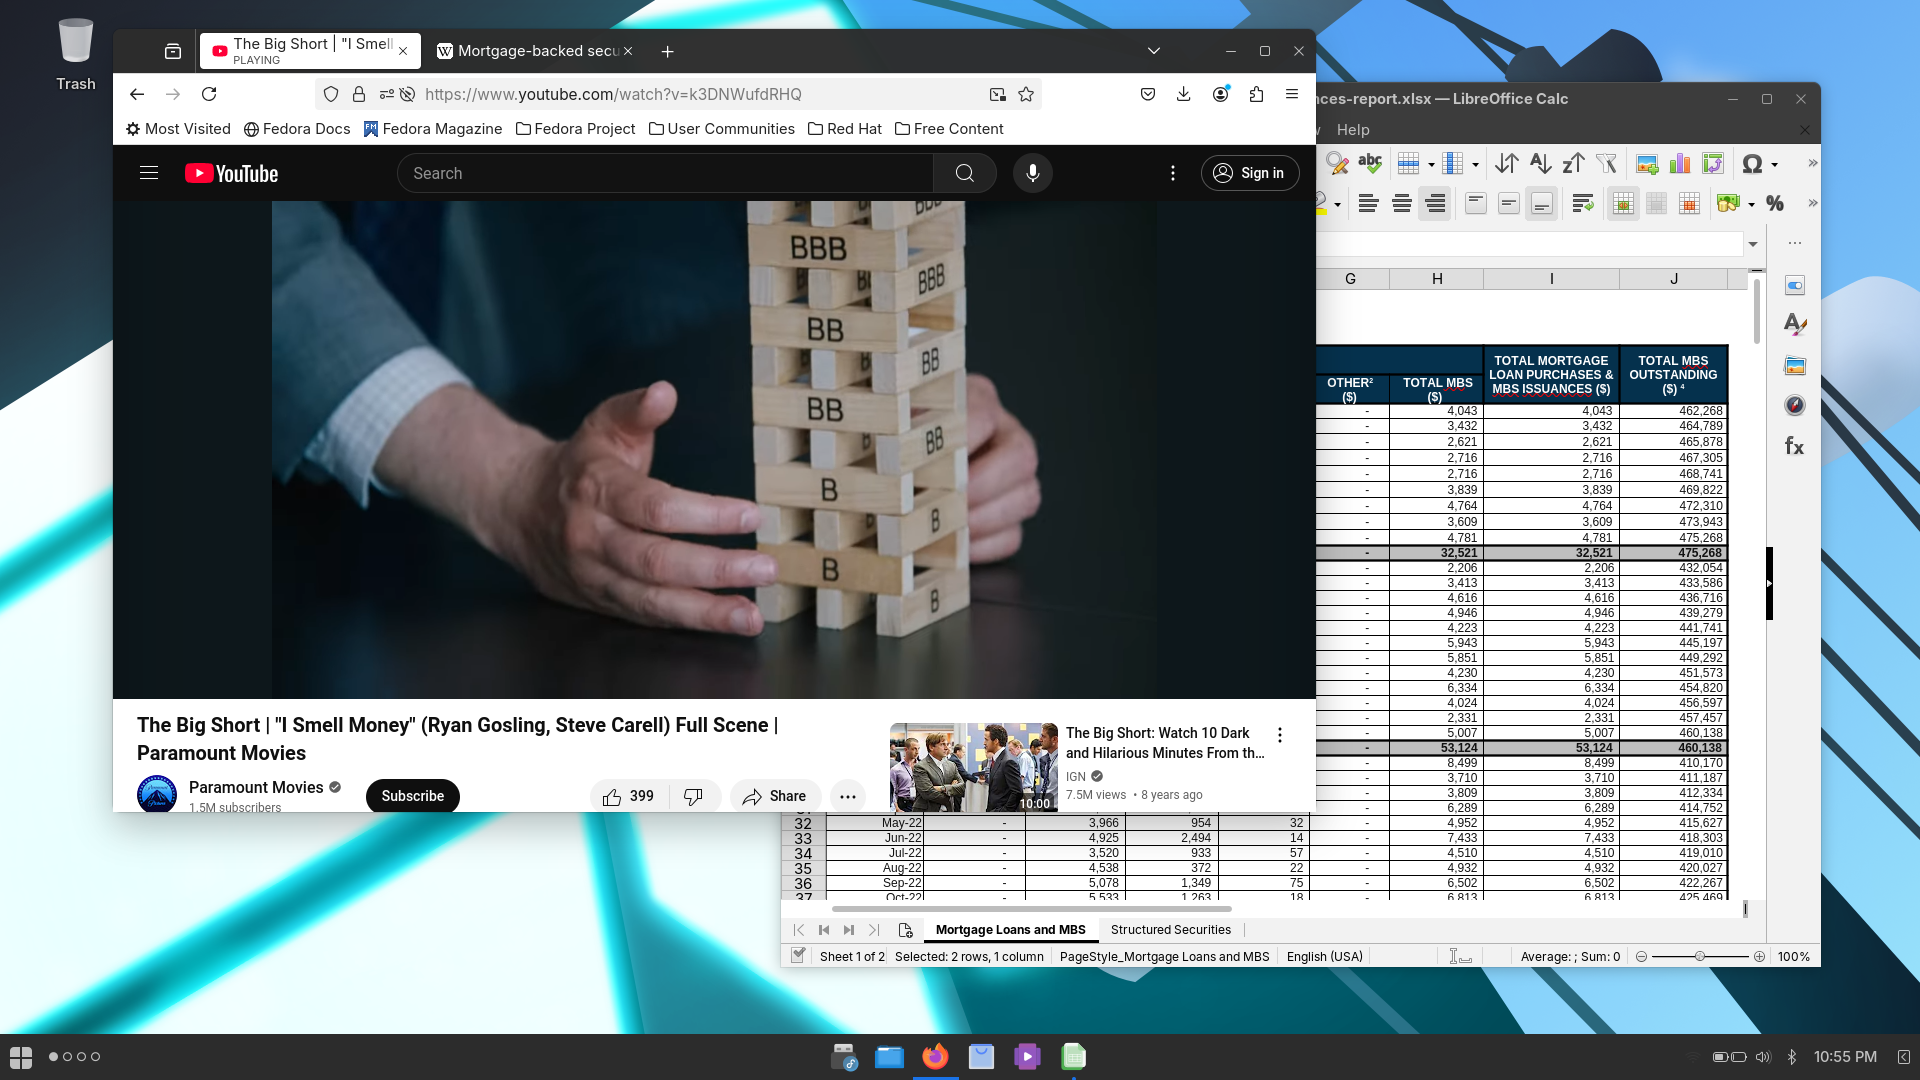 Trash
The Big Short | "I Smell
PLAYING
Mortgage-backed secu
https://www.youtube.com/watch?v=k3DNWufdRHQ
Most Visited
Fedora Docs
Fedora Magazine
Fedora Project
User Communities
Red Hat
Free Content
YouTube
Search
Sign in
BBB
BBB
BBB
BB
BB
BB
BB
B
B
B
B
The Big Short | "I Smell Money" (Ryan Gosling, Steve Carell) Full Scene |
Paramount Movies
Paramount Movies
1.5M subscribers
Subscribe
399
Share
10:00
The Big Short: Watch 10 Dark
and Hilarious Minutes From th...
IGN
7.5M views • 8 years ago
nces-report.xlsx — LibreOffice Calc
Help
G H I J
OTHER² ($) TOTAL MBS ($) TOTAL MORTGAGE LOAN PURCHASES & MBS ISSUANCES ($) TOTAL MBS OUTSTANDING ($) ⁴
- 4,043 4,043 462,268
- 3,432 3,432 464,789
- 2,621 2,621 465,878
- 2,716 2,716 467,305
- 2,716 2,716 468,741
- 3,839 3,839 469,822
- 4,764 4,764 472,310
- 3,609 3,609 473,943
- 4,781 4,781 475,268
- 32,521 32,521 475,268
- 2,206 2,206 432,054
- 3,413 3,413 433,586
- 4,616 4,616 436,716
- 4,946 4,946 439,279
- 4,223 4,223 441,741
- 5,943 5,943 445,197
- 5,851 5,851 449,292
- 4,230 4,230 451,573
- 6,334 6,334 454,820
- 4,024 4,024 456,597
- 2,331 2,331 457,457
- 5,007 5,007 460,138
- 53,124 53,124 460,138
- 8,499 8,499 410,170
- 3,710 3,710 411,187
- 3,809 3,809 412,334
- 6,289 6,289 414,752
32 May-22 - 3,966 954 32 - 4,952 4,952 415,627
33 Jun-22 - 4,925 2,494 14 - 7,433 7,433 418,303
34 Jul-22 - 3,520 933 57 - 4,510 4,510 419,010
35 Aug-22 - 4,538 372 22 - 4,932 4,932 420,027
36 Sep-22 - 5,078 1,349 75 - 6,502 6,502 422,267
37 Oct-22 - 5,533 1,263 18 - 6,813 6,813 425,469
Mortgage Loans and MBS
Structured Securities
Sheet 1 of 2
Selected: 2 rows, 1 column
PageStyle_Mortgage Loans and MBS
English (USA)
Average: ; Sum: 0
100%
10:55 PM